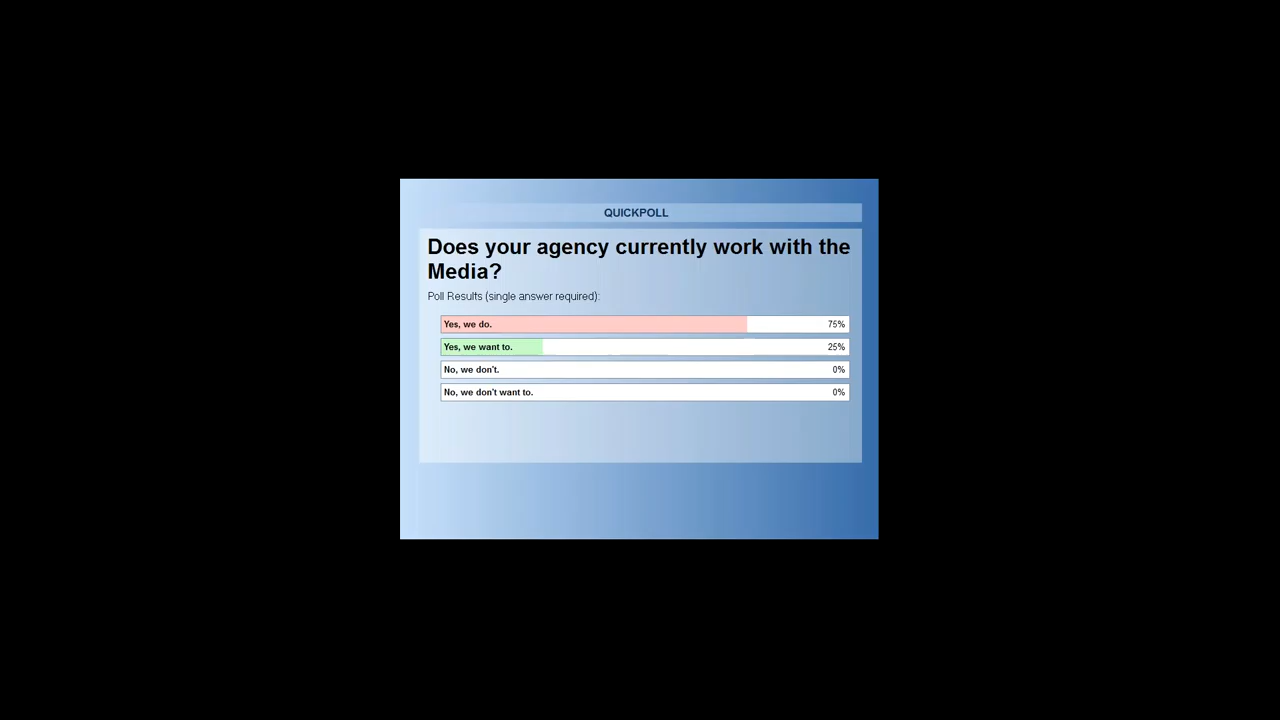 QUICKPOLL
Does your agency currently work with the
Media?
Poll Results (single answer required):
Yes, we do. 75%
Yes, we want to. 25%
No, we don't. 0%
No, we don't want to. 0%